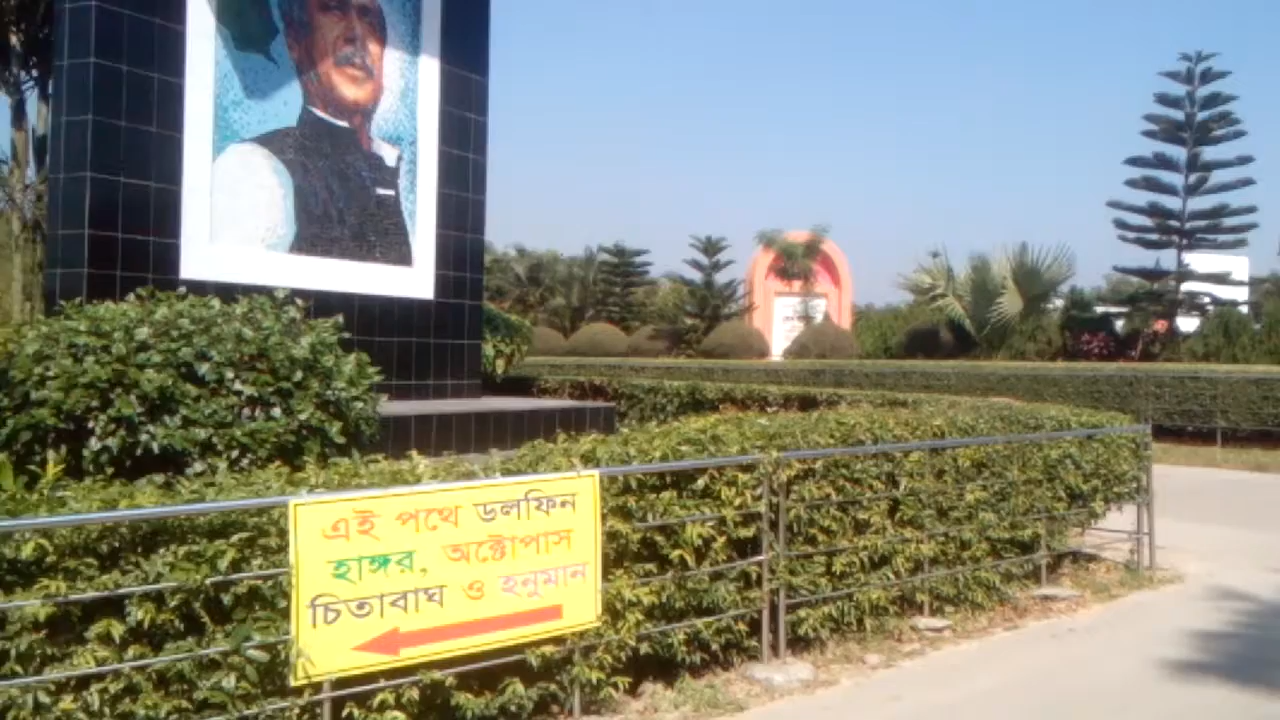 এই পথে ডলফিন
হাঙ্গর, অক্টোপাস
চিতাবাঘ ও হনুমান